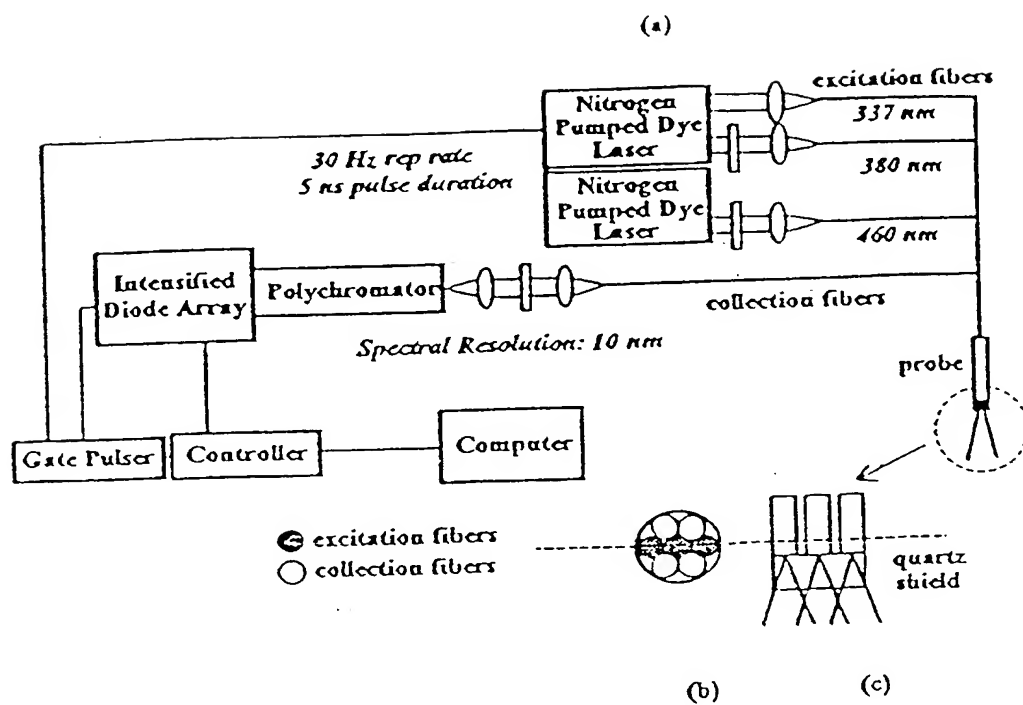 (a)
excitation fibers
Nitrogen
Pumped Dye
Laser
337 nm
30 Hz rep rate
5 ns pulse duration
380 nm
Nitrogen
Pumped Dye
Laser
460 nm
Intensified
Diode Array
Polychromator
collection fibers
Spectral Resolution: 10 nm
probe
Gate Pulser
Controller
Computer
excitation fibers
collection fibers
quartz
shield
(b)
(c)